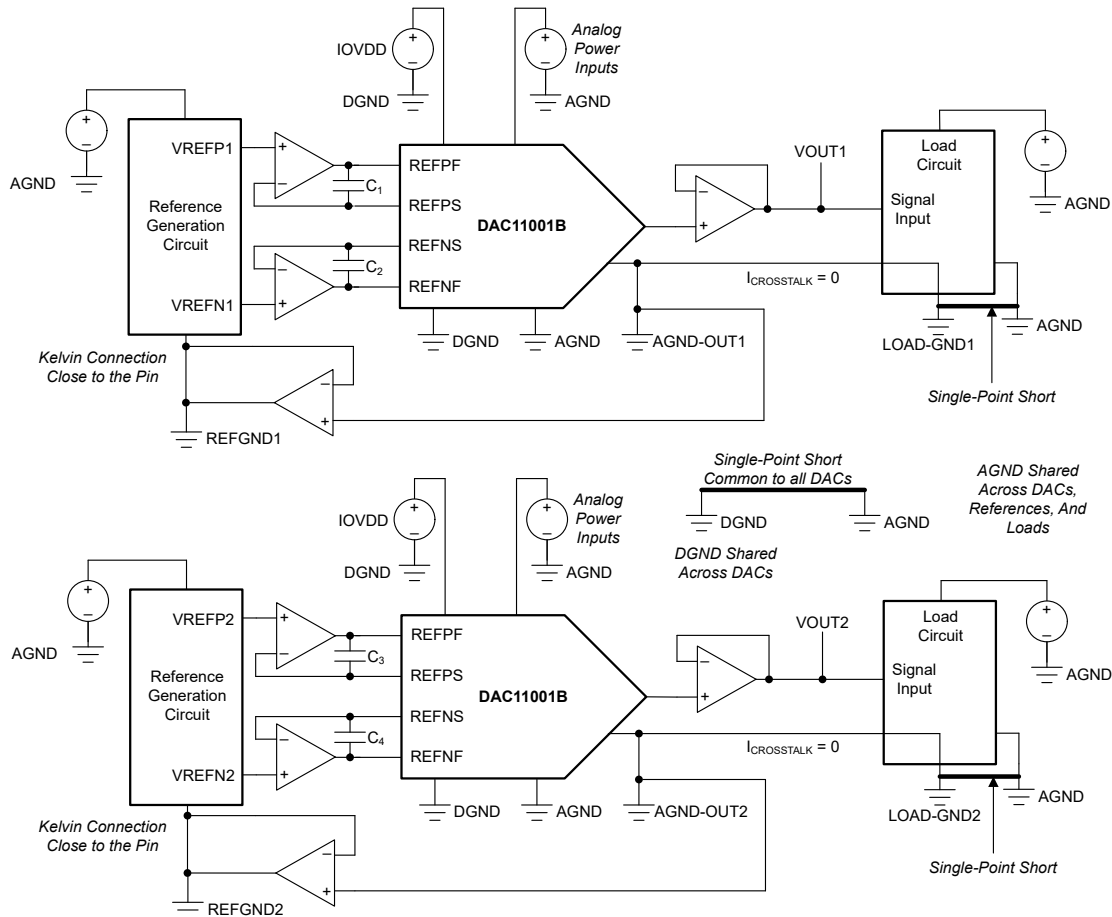 IOVDD
+
−
DGND
Analog
Power
Inputs
+
−
AGND
+
−
AGND
Reference
Generation
Circuit
VREFP1
VREFN1
+
−
−
+
C1
C2
REFPF
REFPS
REFNS
REFNF
DAC11001B
DGND
AGND
−
+
VOUT1
AGND-OUT1
ICROSSTALK = 0
Load
Circuit
Signal
Input
+
−
AGND
LOAD-GND1
AGND
Single-Point Short
Kelvin Connection
Close to the Pin
−
+
REFGND1
Single-Point Short
Common to all DACs
DGND
AGND
DGND Shared
Across DACs
AGND Shared
Across DACs,
References, And
Loads
IOVDD
+
−
DGND
Analog
Power
Inputs
+
−
AGND
+
−
AGND
Reference
Generation
Circuit
VREFP2
VREFN2
+
−
−
+
C3
C4
REFPF
REFPS
REFNS
REFNF
DAC11001B
DGND
AGND
−
+
VOUT2
AGND-OUT2
ICROSSTALK = 0
Load
Circuit
Signal
Input
+
−
AGND
LOAD-GND2
AGND
Single-Point Short
Kelvin Connection
Close to the Pin
−
+
REFGND2